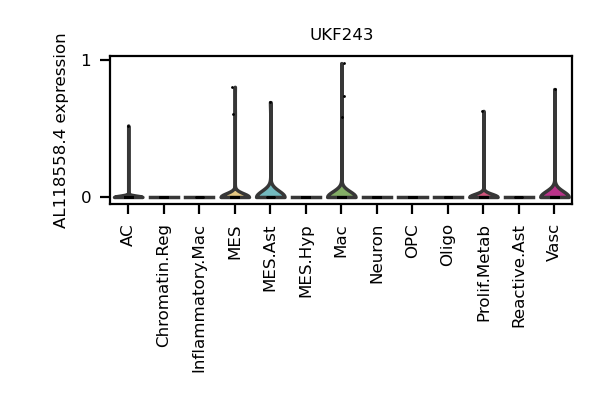 UKF243
AL118558.4 expression
1
0
AC
Chromatin.Reg
Inflammatory.Mac
MES
MES.Ast
MES.Hyp
Mac
Neuron
OPC
Oligo
Prolif.Metab
Reactive.Ast
Vasc